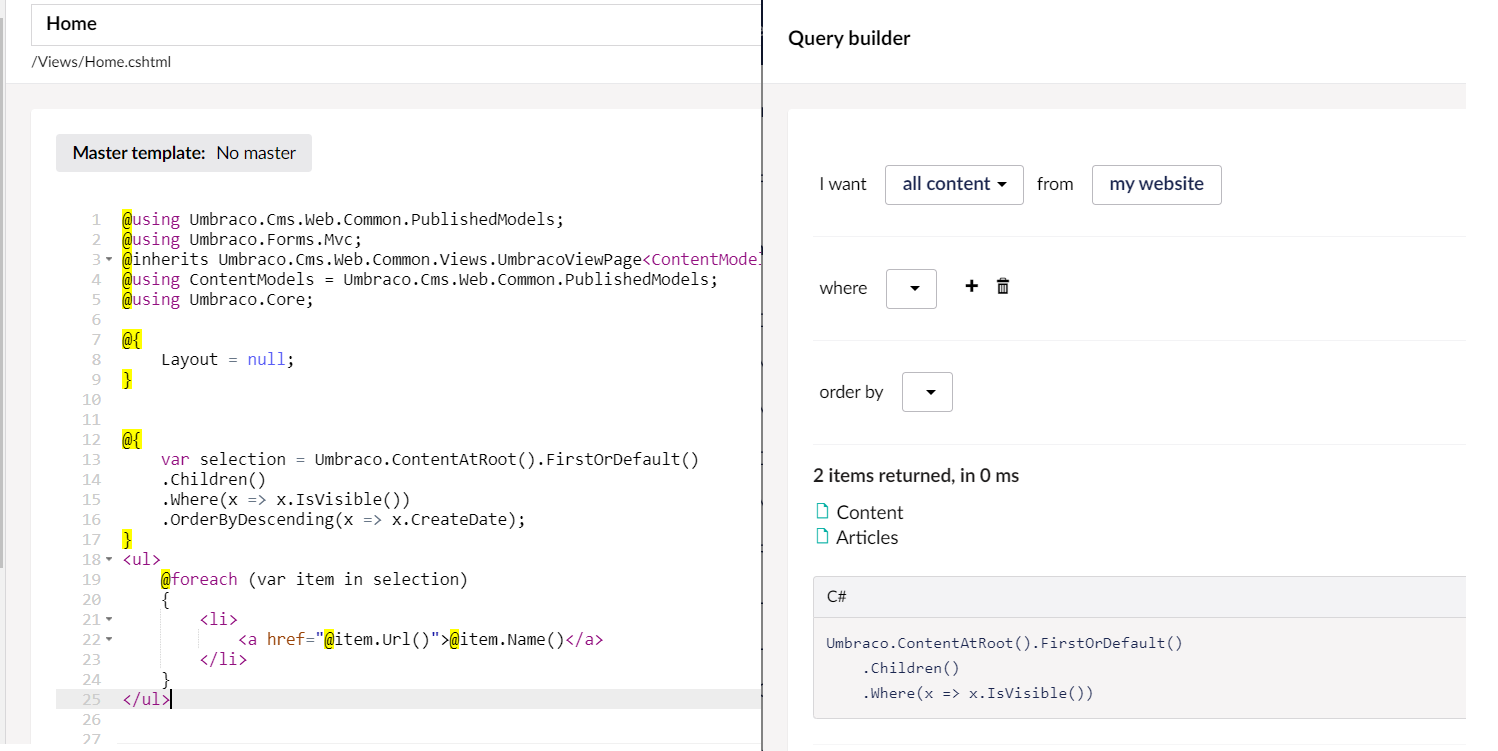 Home
/Views/Home.cshtml
Master template: No master
1 @using Umbraco.Cms.Web.Common.PublishedModels;
2 @using Umbraco.Forms.Mvc;
3 @inherits Umbraco.Cms.Web.Common.Views.UmbracoViewPage<ContentModel
4 @using ContentModels = Umbraco.Cms.Web.Common.PublishedModels;
5 @using Umbraco.Core;
6
7 @{
8 Layout = null;
9 }
10
11
12 @{
13 var selection = Umbraco.ContentAtRoot().FirstOrDefault()
14 .Children()
15 .Where(x => x.IsVisible())
16 .OrderByDescending(x => x.CreateDate);
17 }
18 <ul>
19 @foreach (var item in selection)
20 {
21 <li>
22 <a href="@item.Url()">@item.Name()</a>
23 </li>
24 }
25 </ul>
26
27
Query builder
I want all content from my website
where
order by
2 items returned, in 0 ms
Content
Articles
C#
Umbraco.ContentAtRoot().FirstOrDefault()
.Children()
.Where(x => x.IsVisible())